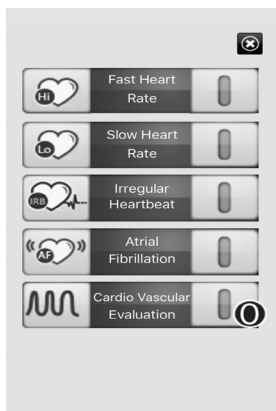 Hi
Fast Heart
Rate
Lo
Slow Heart
Rate
IRB
Irregular
Heartbeat
AF
Atrial
Fibrillation
Cardio Vascular
Evaluation
O